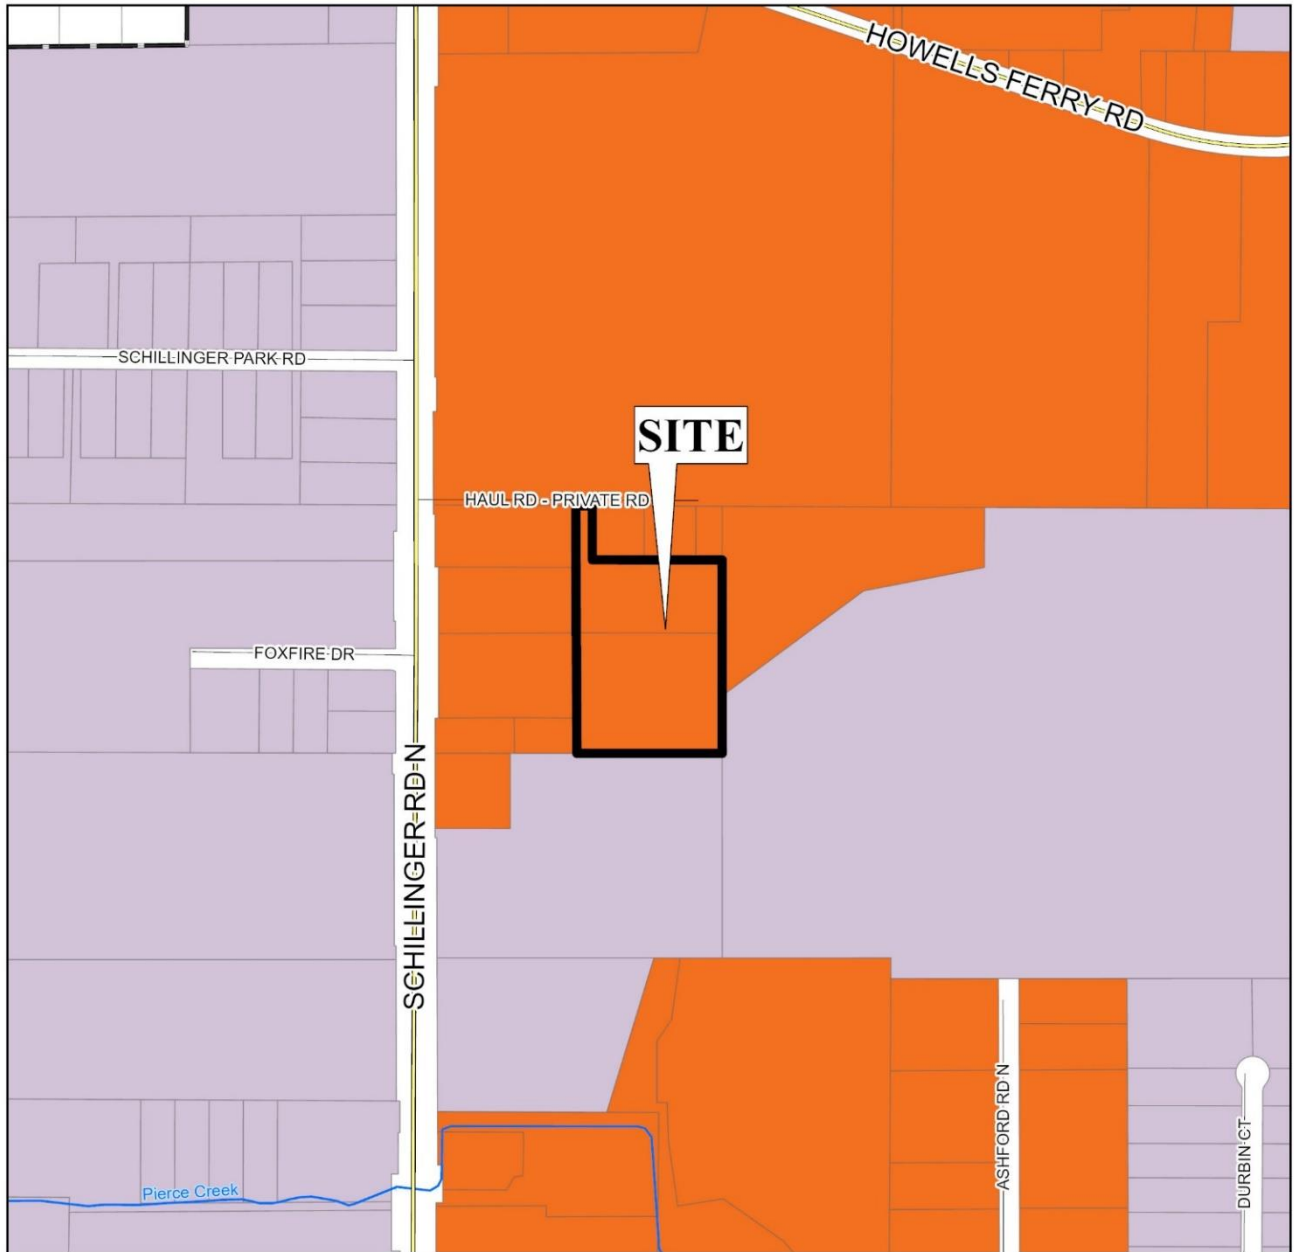 HOWELLS FERRY RD
SCHILLINGER PARK RD
SITE
HAUL RD - PRIVATE RD
FOXFIRE DR
SCHILLINGER RD N
ASHFORD RD N
DURBIN CT
Pierce Creek